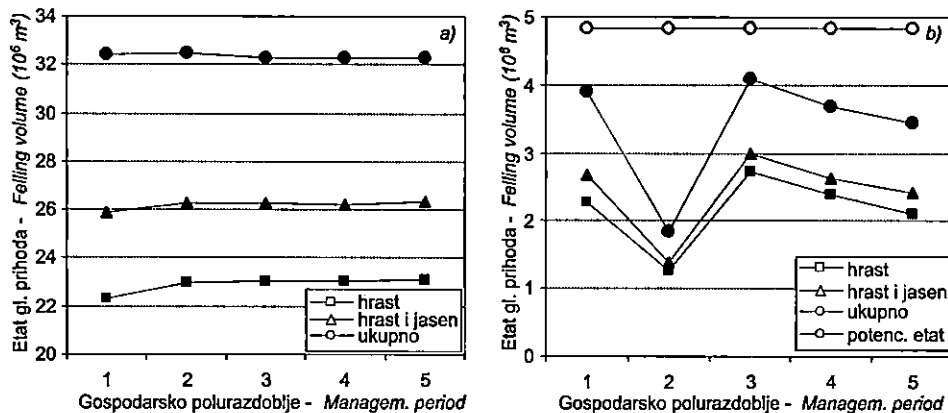 a)
Etat gl. prihoda - Felling volume (10⁶ m³)
34
32
30
28
26
24
22
20
hrast
hrast i jasen
ukupno
1 2 3 4 5
Gospodarsko polurazdoblje - Managem. period
b)
Etat gl. prihoda - Felling volume (10⁶ m³)
5
4
3
2
1
0
hrast
hrast i jasen
ukupno
potenc. etat
1 2 3 4 5
Gospodarsko polurazdoblje - Managem. period